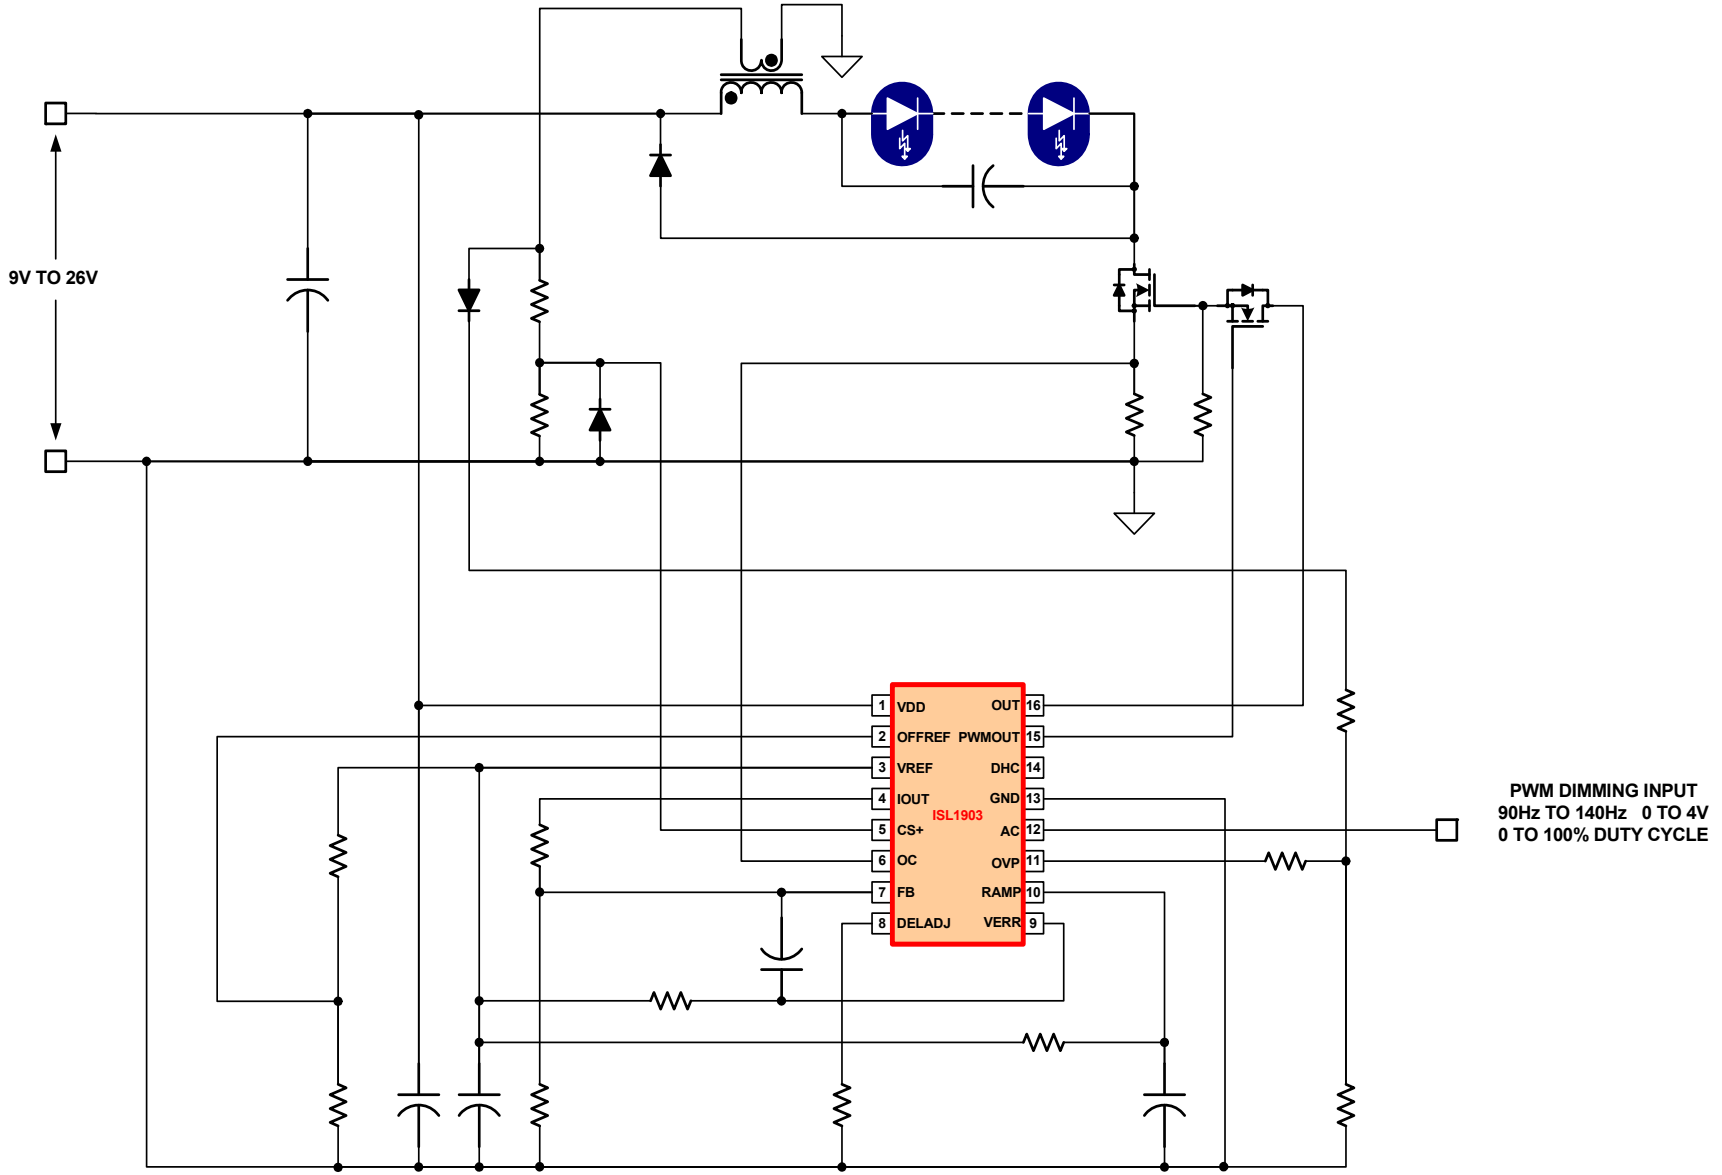 9V TO 26V
1 VDD OUT 16
2 OFFREF PWMOUT 15
3 VREF DHC 14
4 IOUT GND 13
ISL1903
5 CS+ AC 12
6 OC OVP 11
7 FB RAMP 10
8 DELADJ VERR 9
PWM DIMMING INPUT
90Hz TO 140Hz 0 TO 4V
0 TO 100% DUTY CYCLE